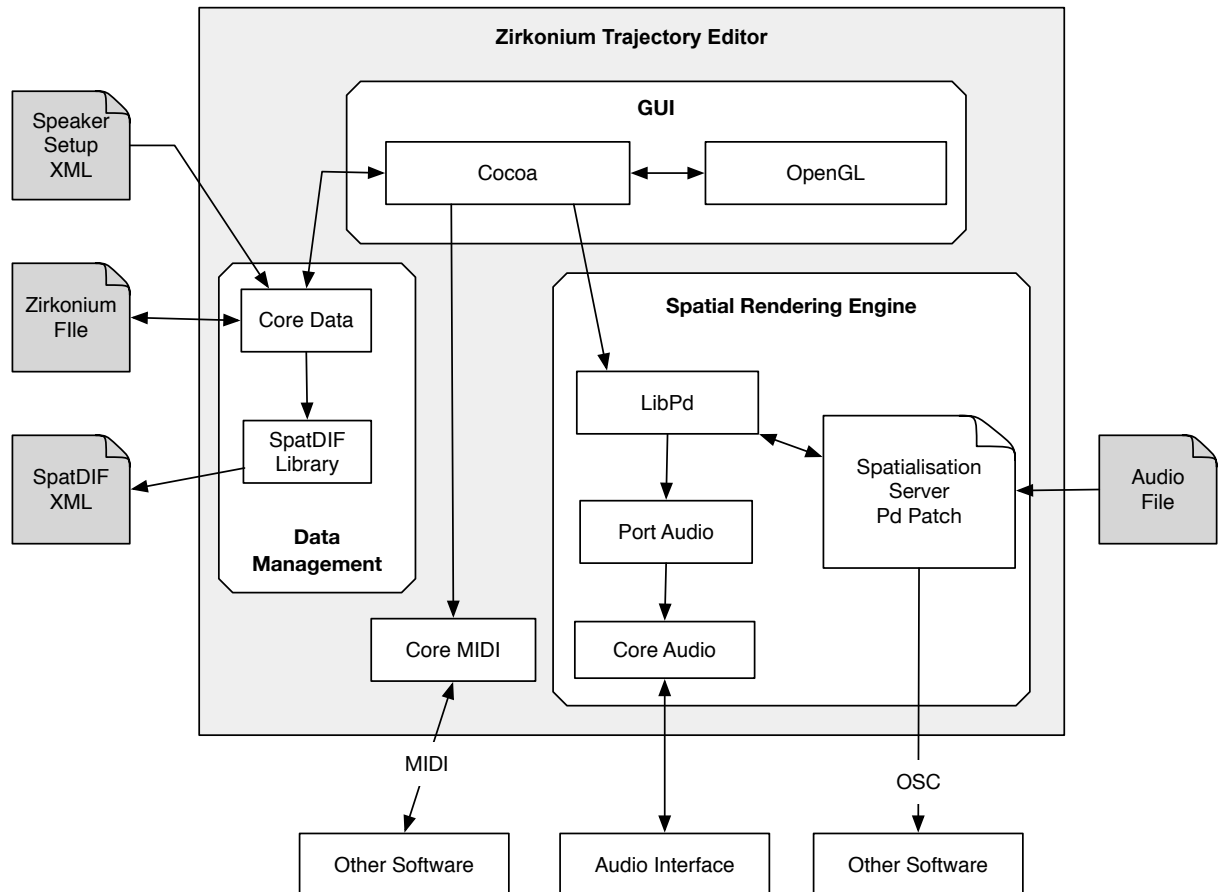 Zirkonium Trajectory Editor
GUI
Speaker
Setup
XML
Cocoa
OpenGL
Zirkonium
FIle
Core Data
Spatial Rendering Engine
LibPd
SpatDIF
Library
SpatDIF
XML
Spatialisation
Server
Pd Patch
Audio
File
Port Audio
Data
Management
Core MIDI
Core Audio
MIDI
OSC
Other Software
Audio Interface
Other Software